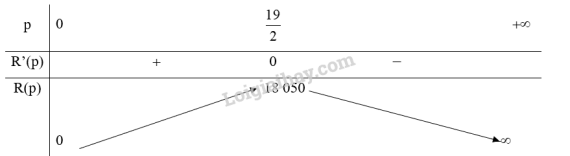 p 0 19/2 +∞
R'(p) + 0 −
R(p) 18 050
0 ∞
Loigiaihay.com